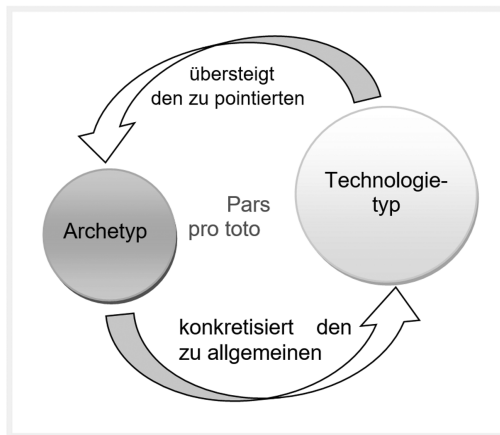 übersteigt
den zu pointierten
Technologie-
typ
Pars
pro toto
Archetyp
konkretisiert den
zu allgemeinen